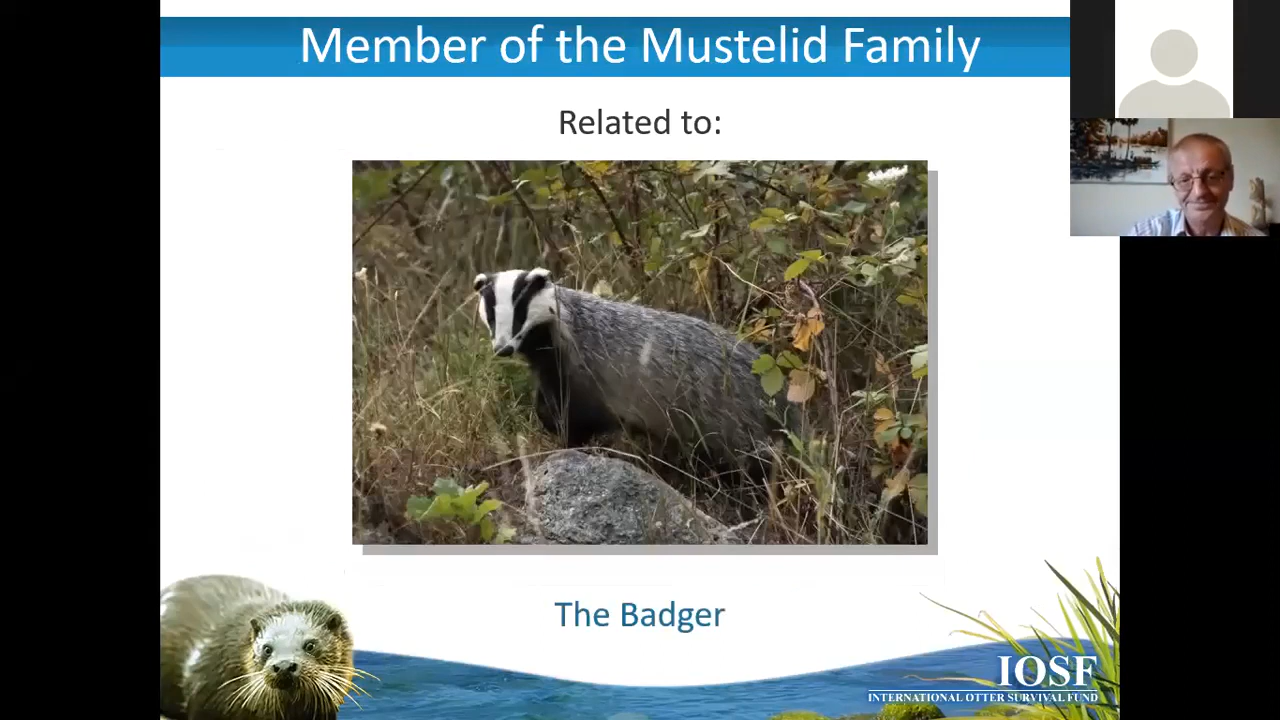 Member of the Mustelid Family
Related to:
The Badger
IOSF
INTERNATIONAL OTTER SURVIVAL FUND